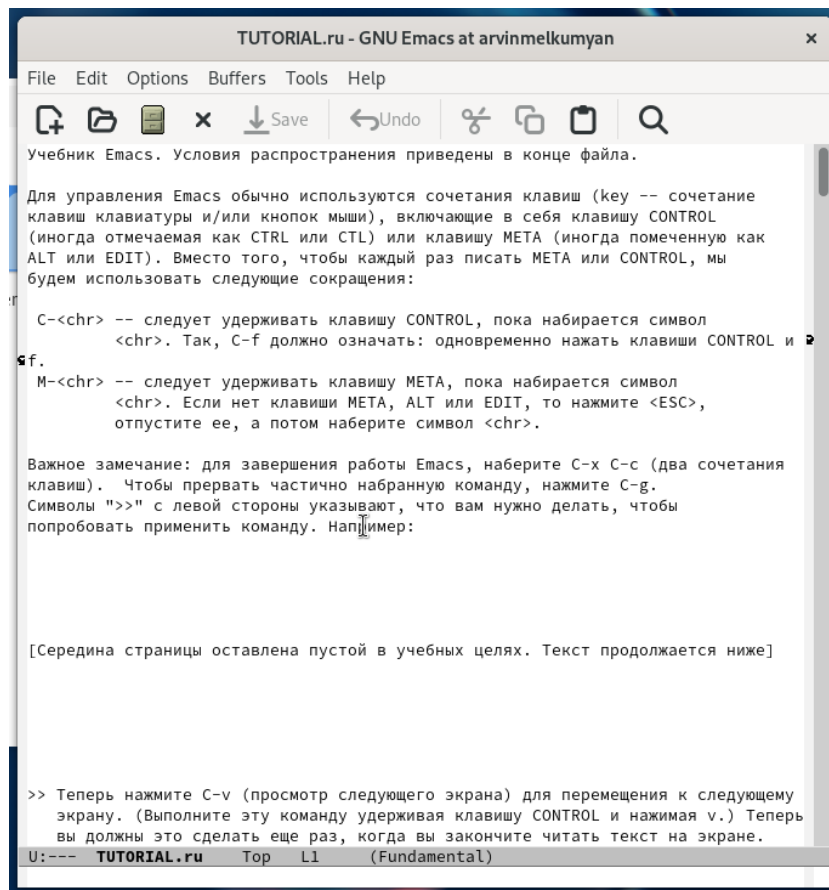 TUTORIAL.ru - GNU Emacs at arvinmelkumyan
File Edit Options Buffers Tools Help
Save Undo
Учебник Emacs. Условия распространения приведены в конце файла.
Для управления Emacs обычно используются сочетания клавиш (key -- сочетание
клавиш клавиатуры и/или кнопок мыши), включающие в себя клавишу CONTROL
(иногда отмечаемая как CTRL или CTL) или клавишу META (иногда помеченную как
ALT или EDIT). Вместо того, чтобы каждый раз писать META или CONTROL, мы
будем использовать следующие сокращения:
C-<chr> -- следует удерживать клавишу CONTROL, пока набирается символ
<chr>. Так, C-f должно означать: одновременно нажать клавиши CONTROL и
f.
M-<chr> -- следует удерживать клавишу META, пока набирается символ
<chr>. Если нет клавиши META, ALT или EDIT, то нажмите <ESC>,
отпустите ее, а потом наберите символ <chr>.
Важное замечание: для завершения работы Emacs, наберите C-x C-c (два сочетания
клавиш).  Чтобы прервать частично набранную команду, нажмите C-g.
Символы ">>" с левой стороны указывают, что вам нужно делать, чтобы
попробовать применить команду. Например:
[Середина страницы оставлена пустой в учебных целях. Текст продолжается ниже]
>> Теперь нажмите C-v (просмотр следующего экрана) для перемещения к следующему
экрану. (Выполните эту команду удерживая клавишу CONTROL и нажимая v.) Теперь
вы должны это сделать еще раз, когда вы закончите читать текст на экране.
U:--- TUTORIAL.ru Top L1 (Fundamental)